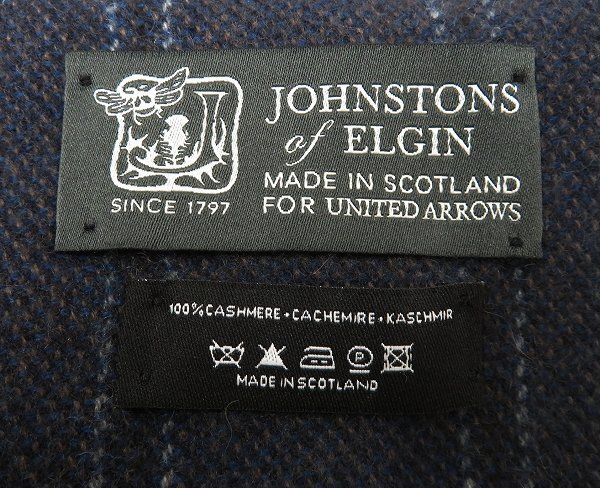 JOHNSTONS
of ELGIN
MADE IN SCOTLAND
FOR UNITED ARROWS
SINCE 1797
100%CASHMERE · CACHEMIRE · KASCHMIR
P
MADE IN SCOTLAND